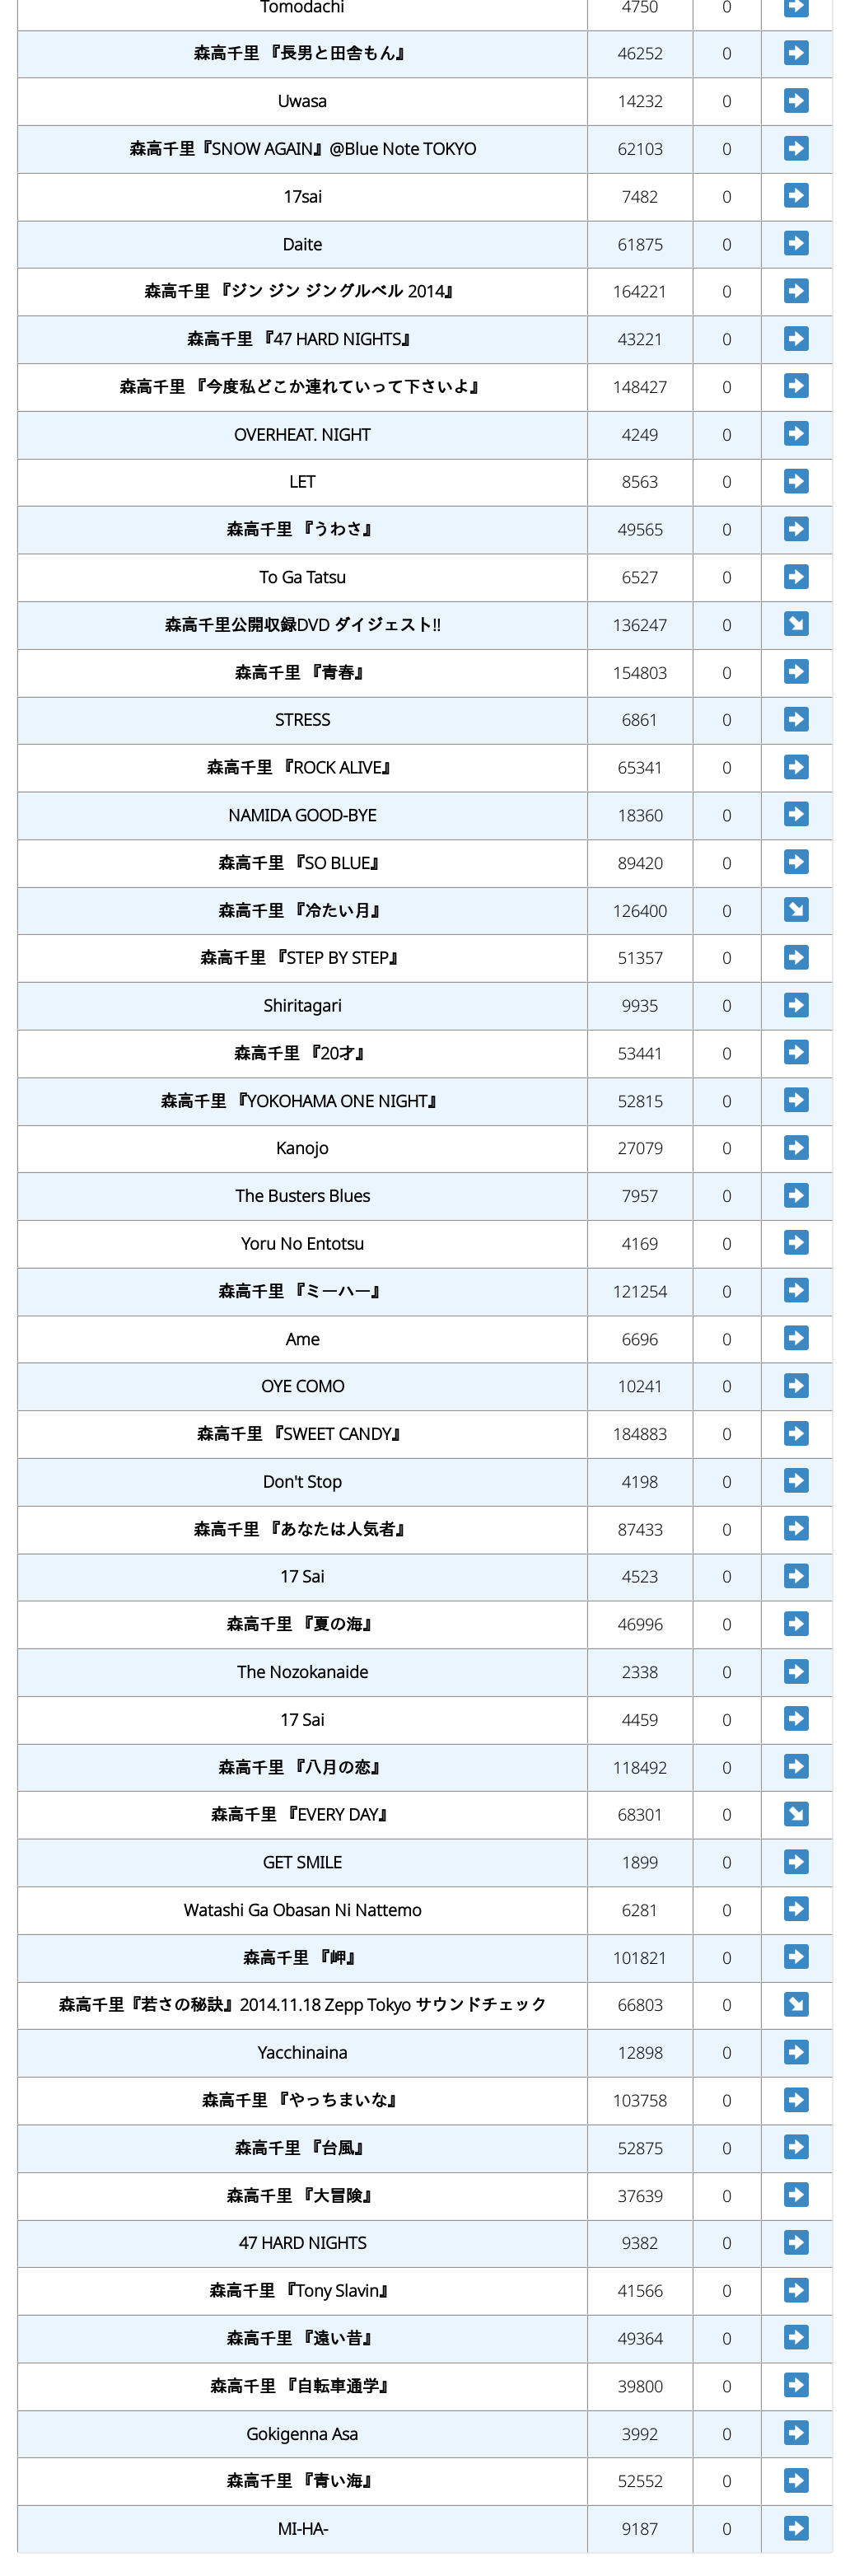 Tomodachi 4750 0
森高千里 『長男と田舎もん』 46252 0
Uwasa 14232 0
森高千里『SNOW AGAIN』@Blue Note TOKYO 62103 0
17sai 7482 0
Daite 61875 0
森高千里 『ジン ジン ジングルベル 2014』 164221 0
森高千里 『47 HARD NIGHTS』 43221 0
森高千里 『今度私どこか連れていって下さいよ』 148427 0
OVERHEAT. NIGHT 4249 0
LET 8563 0
森高千里 『うわさ』 49565 0
To Ga Tatsu 6527 0
森高千里公開収録DVD ダイジェスト!! 136247 0
森高千里 『青春』 154803 0
STRESS 6861 0
森高千里 『ROCK ALIVE』 65341 0
NAMIDA GOOD-BYE 18360 0
森高千里 『SO BLUE』 89420 0
森高千里 『冷たい月』 126400 0
森高千里 『STEP BY STEP』 51357 0
Shiritagari 9935 0
森高千里 『20才』 53441 0
森高千里 『YOKOHAMA ONE NIGHT』 52815 0
Kanojo 27079 0
The Busters Blues 7957 0
Yoru No Entotsu 4169 0
森高千里 『ミーハー』 121254 0
Ame 6696 0
OYE COMO 10241 0
森高千里 『SWEET CANDY』 184883 0
Don't Stop 4198 0
森高千里 『あなたは人気者』 87433 0
17 Sai 4523 0
森高千里 『夏の海』 46996 0
The Nozokanaide 2338 0
17 Sai 4459 0
森高千里 『八月の恋』 118492 0
森高千里 『EVERY DAY』 68301 0
GET SMILE 1899 0
Watashi Ga Obasan Ni Nattemo 6281 0
森高千里 『岬』 101821 0
森高千里『若さの秘訣』2014.11.18 Zepp Tokyo サウンドチェック 66803 0
Yacchinaina 12898 0
森高千里 『やっちまいな』 103758 0
森高千里 『台風』 52875 0
森高千里 『大冒険』 37639 0
47 HARD NIGHTS 9382 0
森高千里 『Tony Slavin』 41566 0
森高千里 『遠い昔』 49364 0
森高千里 『自転車通学』 39800 0
Gokigenna Asa 3992 0
森高千里 『青い海』 52552 0
MI-HA- 9187 0